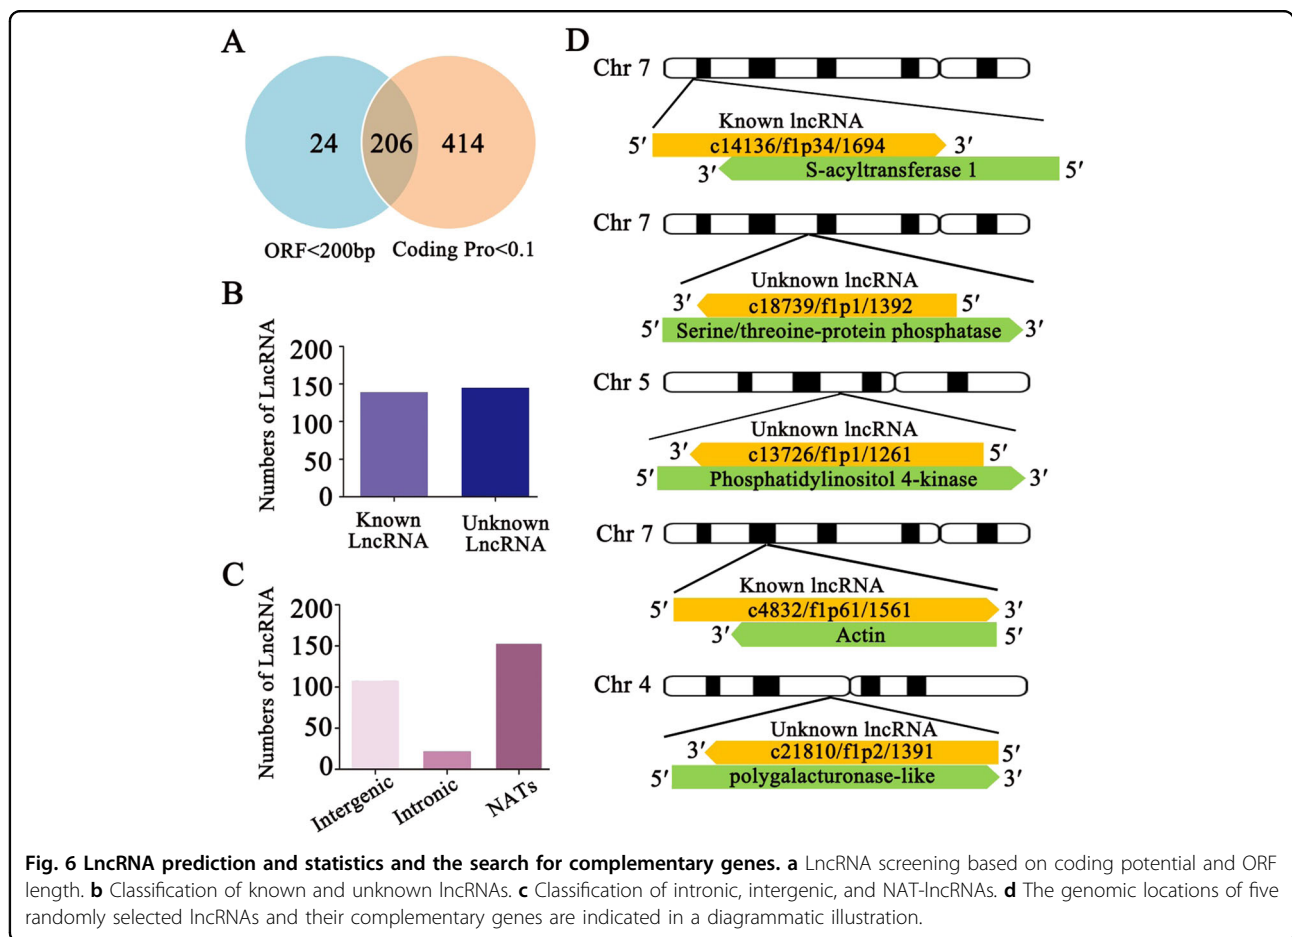 A
24
206
414
ORF<200bp
Coding Pro<0.1
B
Numbers of LncRNA
200
150
100
50
0
Known
LncRNA
Unknown
LncRNA
C
Numbers of LncRNA
200
150
100
50
0
Intergenic
Intronic
NATs
D
Chr 7
Known lncRNA
5′ c14136/f1p34/1694 3′
3′ S-acyltransferase 1 5′
Chr 7
Unknown lncRNA
3′ c18739/f1p1/1392 5′
5′ Serine/threoine-protein phosphatase 3′
Chr 5
Unknown lncRNA
3′ c13726/f1p1/1261 5′
5′ Phosphatidylinositol 4-kinase 3′
Chr 7
Known lncRNA
5′ c4832/f1p61/1561 3′
3′ Actin 5′
Chr 4
Unknown lncRNA
3′ c21810/f1p2/1391 5′
5′ polygalacturonase-like 3′
Fig. 6 LncRNA prediction and statistics and the search for complementary genes. a LncRNA screening based on coding potential and ORF
length. b Classification of known and unknown lncRNAs. c Classification of intronic, intergenic, and NAT-lncRNAs. d The genomic locations of five
randomly selected lncRNAs and their complementary genes are indicated in a diagrammatic illustration.